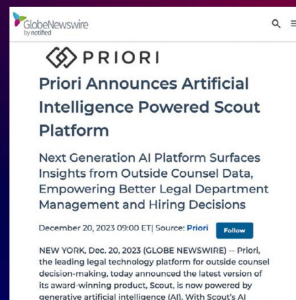 GlobeNewswire
by notified
PRIORI
Priori Announces Artificial
Intelligence Powered Scout
Platform
Next Generation AI Platform Surfaces
Insights from Outside Counsel Data,
Empowering Better Legal Department
Management and Hiring Decisions
December 20, 2023 09:00 ET| Source: Priori Follow
NEW YORK, Dec. 20, 2023 (GLOBE NEWSWIRE) -- Priori,
the leading legal technology platform for outside counsel
decision-making, today announced the latest version of
its award-winning product, Scout, is now powered by
generative artificial intelligence (AI). With Scout's AI